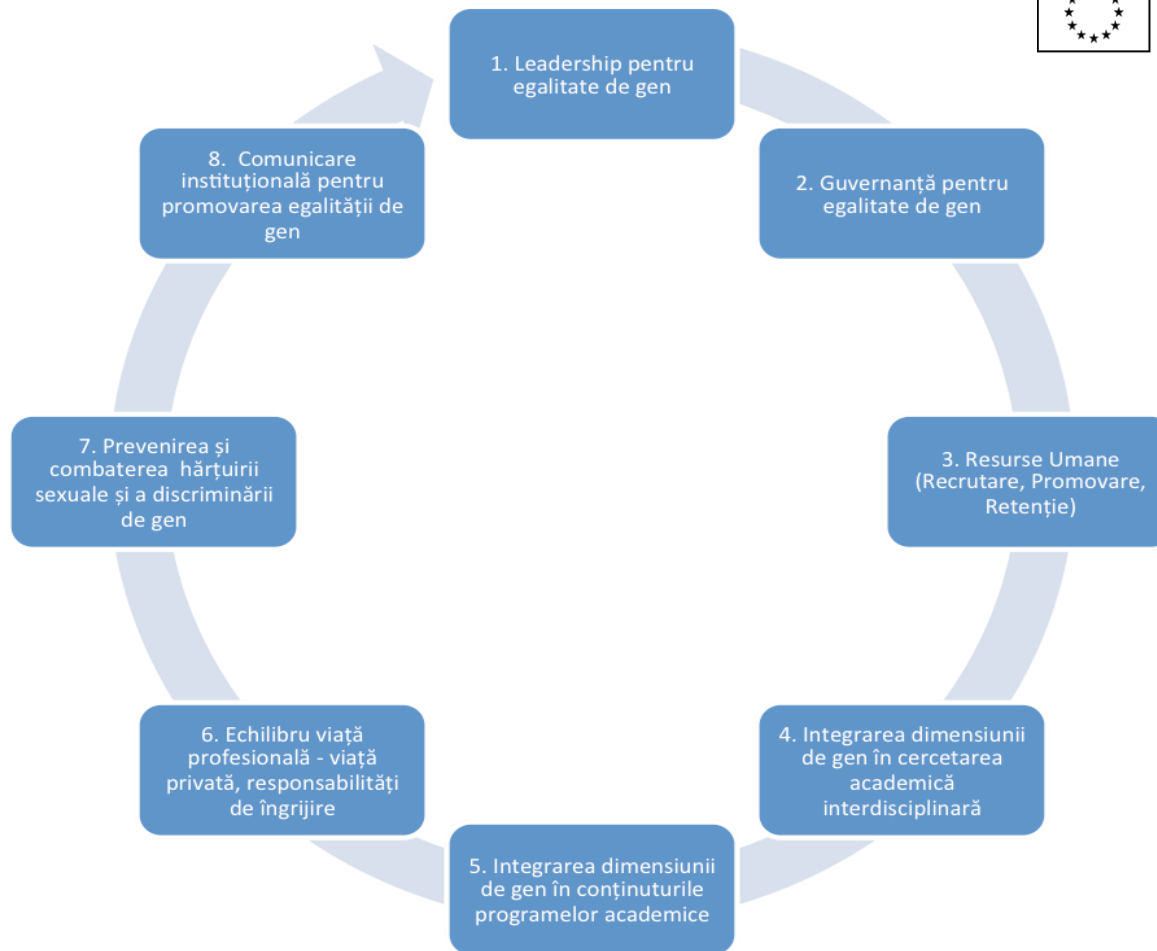 1. Leadership pentru
egalitate de gen
2. Guvernanță pentru
egalitate de gen
3. Resurse Umane
(Recrutare, Promovare,
Retenție)
4. Integrarea dimensiunii
de gen în cercetarea
academică
interdisciplinară
5. Integrarea dimensiunii
de gen în conținuturile
programelor academice
6. Echilibru viață
profesională - viață
privată, responsabilități
de îngrijire
7. Prevenirea și
combaterea  hărțuirii
sexuale și a discriminării
de gen
8.  Comunicare
instituțională pentru
promovarea egalității de
gen